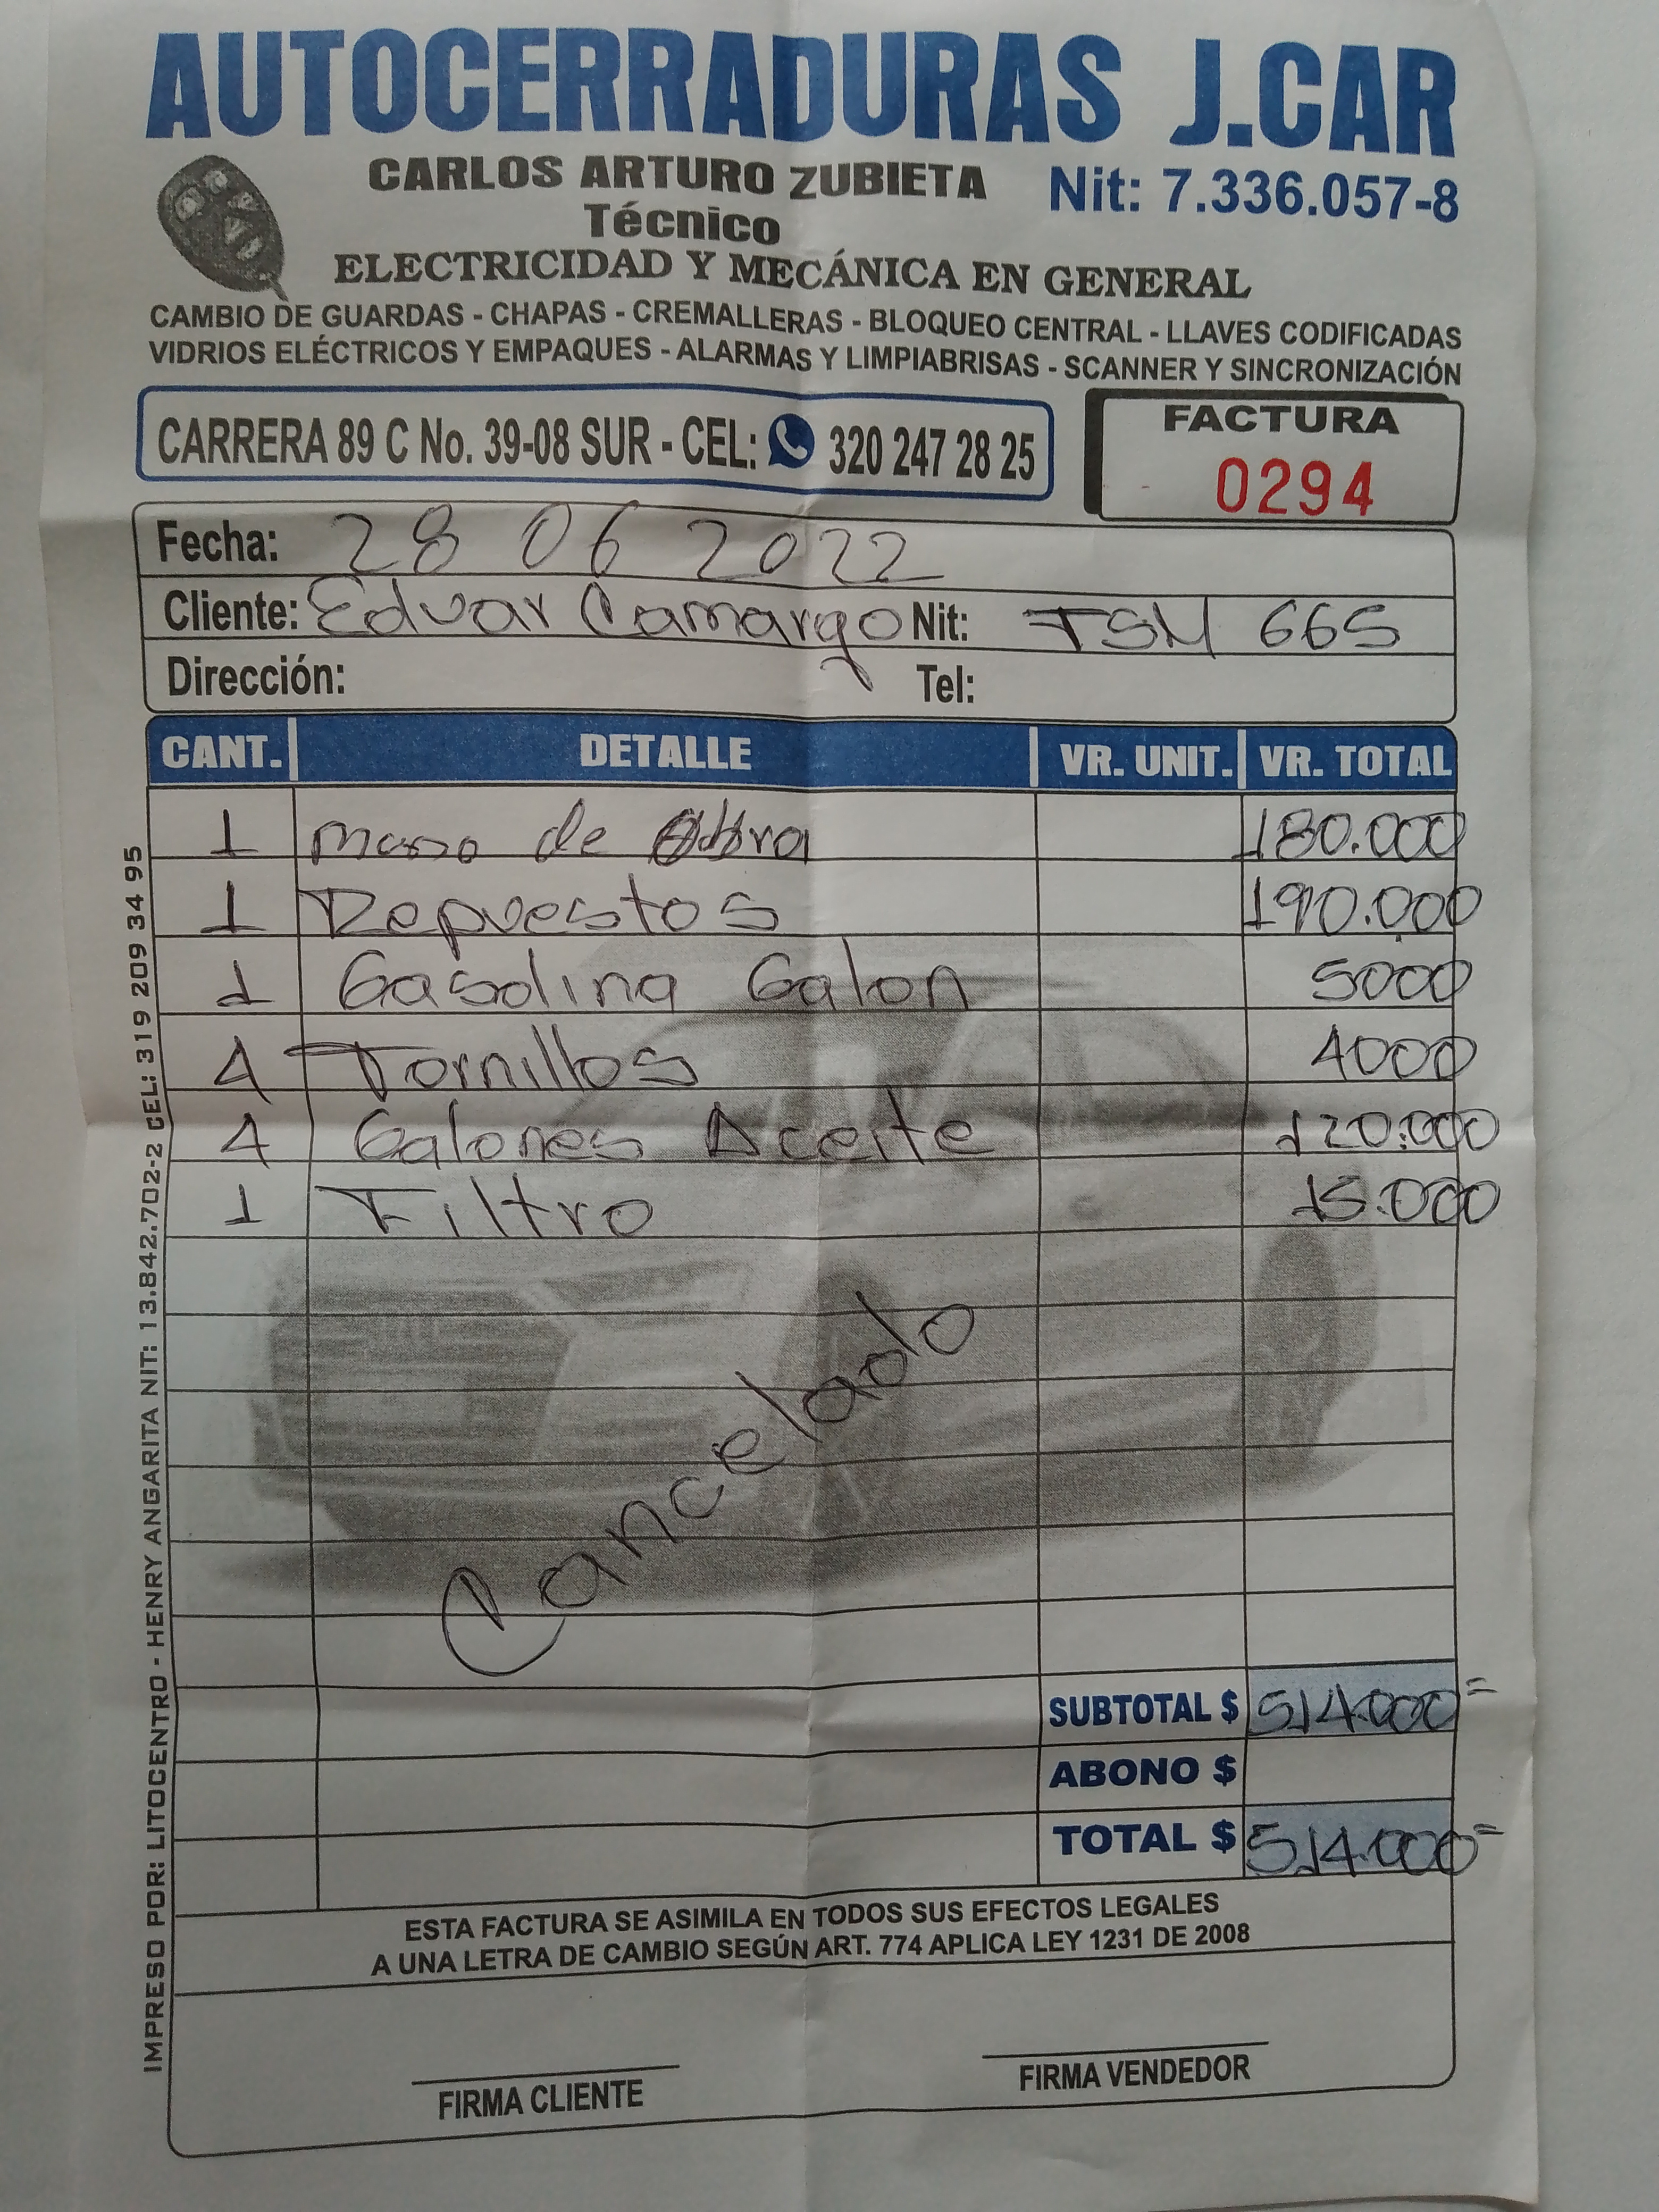 AUTOCERRADURAS J.CAR
CARLOS ARTURO ZUBIETA Nit: 7.336.057-8
Técnico
ELECTRICIDAD Y MECÁNICA EN GENERAL
CAMBIO DE GUARDAS - CHAPAS - CREMALLERAS - BLOQUEO CENTRAL - LLAVES CODIFICADAS
VIDRIOS ELÉCTRICOS Y EMPAQUES - ALARMAS Y LIMPIABRISAS - SCANNER Y SINCRONIZACIÓN
CARRERA 89 C No. 39-08 SUR - CEL: 320 247 28 25
FACTURA
0294
Fecha: 28 06 2022
Cliente: Eduar Camargo Nit: TSM 665
Dirección: Tel:
CANT. DETALLE VR. UNIT. VR. TOTAL
1 mano de Obra 180.000
1 Repuestos 190.000
1 Gasolina Galon 5000
4 Tornillos 4000
4 Galones Aceite 120.000
1 Filtro 15.000
Cancelado
SUBTOTAL $ 514.000=
ABONO $
TOTAL $ 514.000=
ESTA FACTURA SE ASIMILA EN TODOS SUS EFECTOS LEGALES
A UNA LETRA DE CAMBIO SEGÚN ART. 774 APLICA LEY 1231 DE 2008
FIRMA CLIENTE FIRMA VENDEDOR
IMPRESO POR: LITOCENTRO - HENRY ANGARITA NIT: 13.842.702-2 CEL: 319 209 34 95